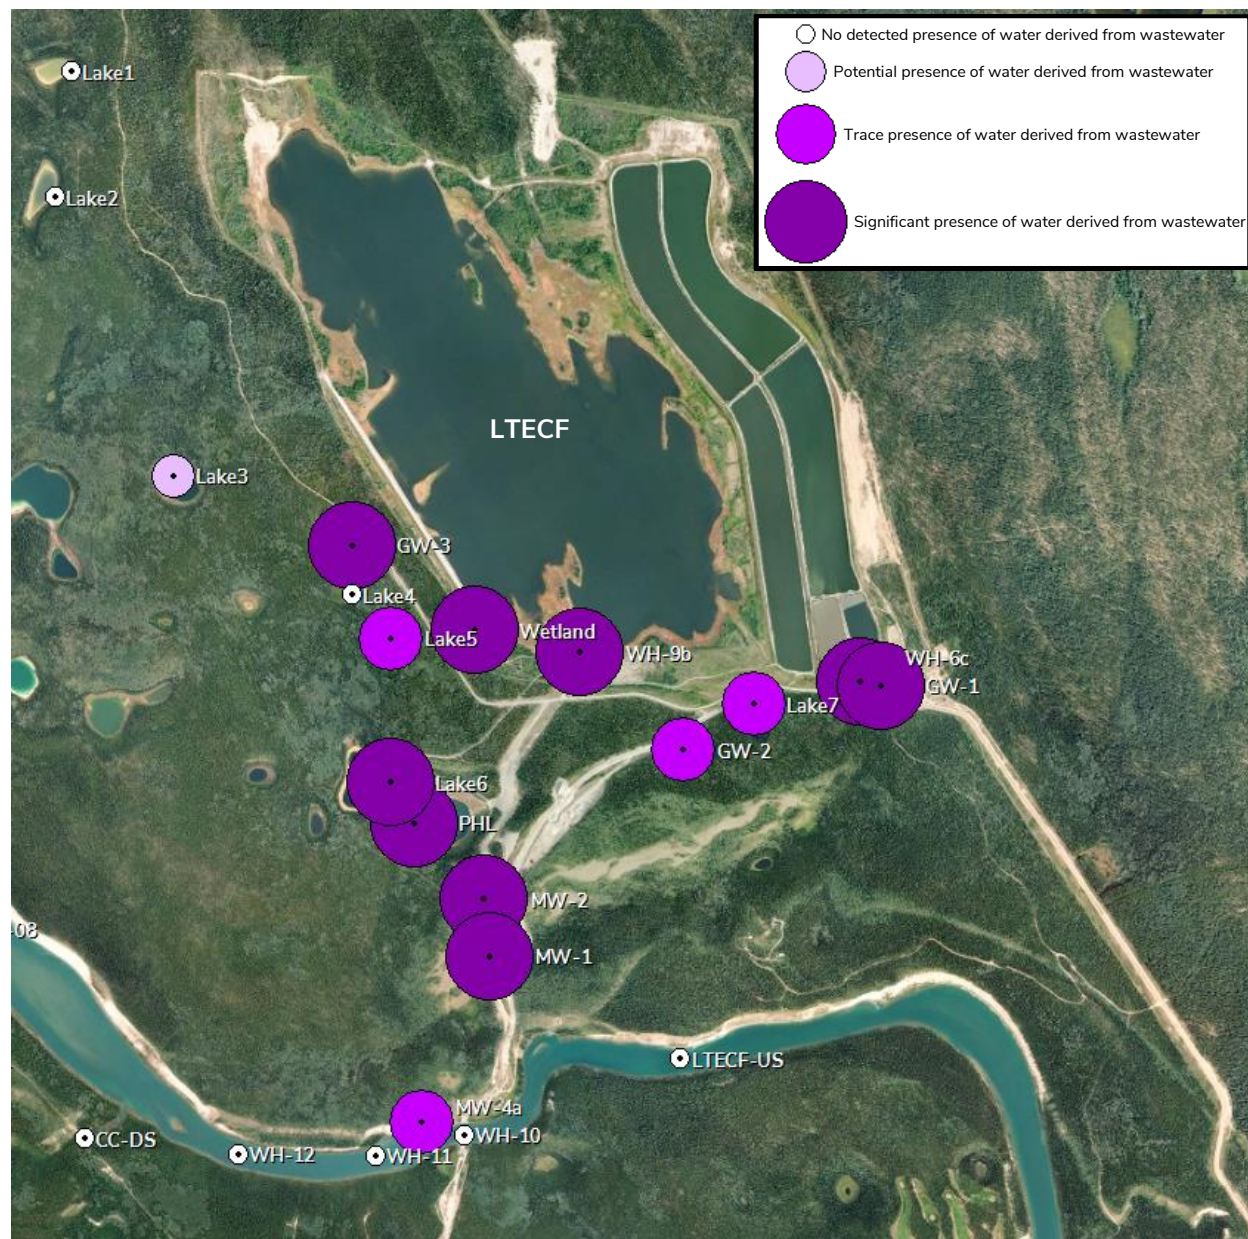 No detected presence of water derived from wastewater
Potential presence of water derived from wastewater
Trace presence of water derived from wastewater
Significant presence of water derived from wastewater
Lake1
Lake2
LTECF
Lake3
GW-3
Lake4
Lake5
Wetland
WH-9b
WH-6c
GW-1
Lake7
GW-2
Lake6
PHL
MW-2
MW-1
-08
LTECF-US
MW-4a
WH-10
CC-DS
WH-12
WH-11